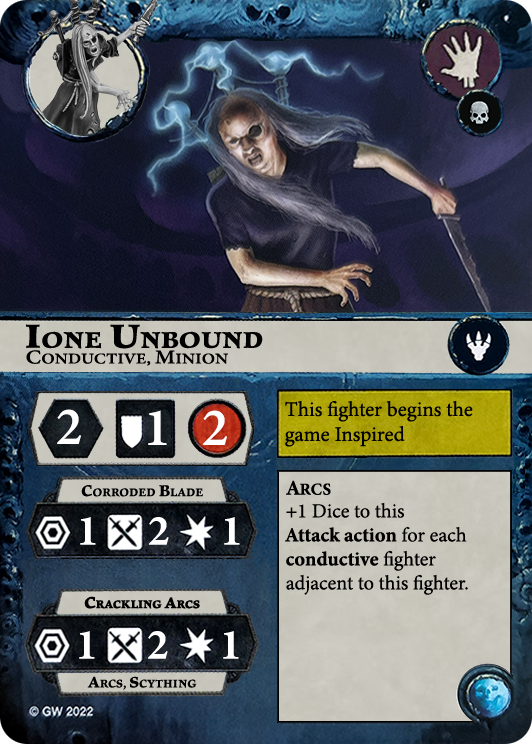 Ione Unbound
Conductive, Minion
2 1 2
This fighter begins the
game Inspired
Corroded Blade
1 2 1
Crackling Arcs
1 2 1
Arcs, Scything
Arcs
+1 Dice to this
Attack action for each
conductive fighter
adjacent to this fighter.
© GW 2022